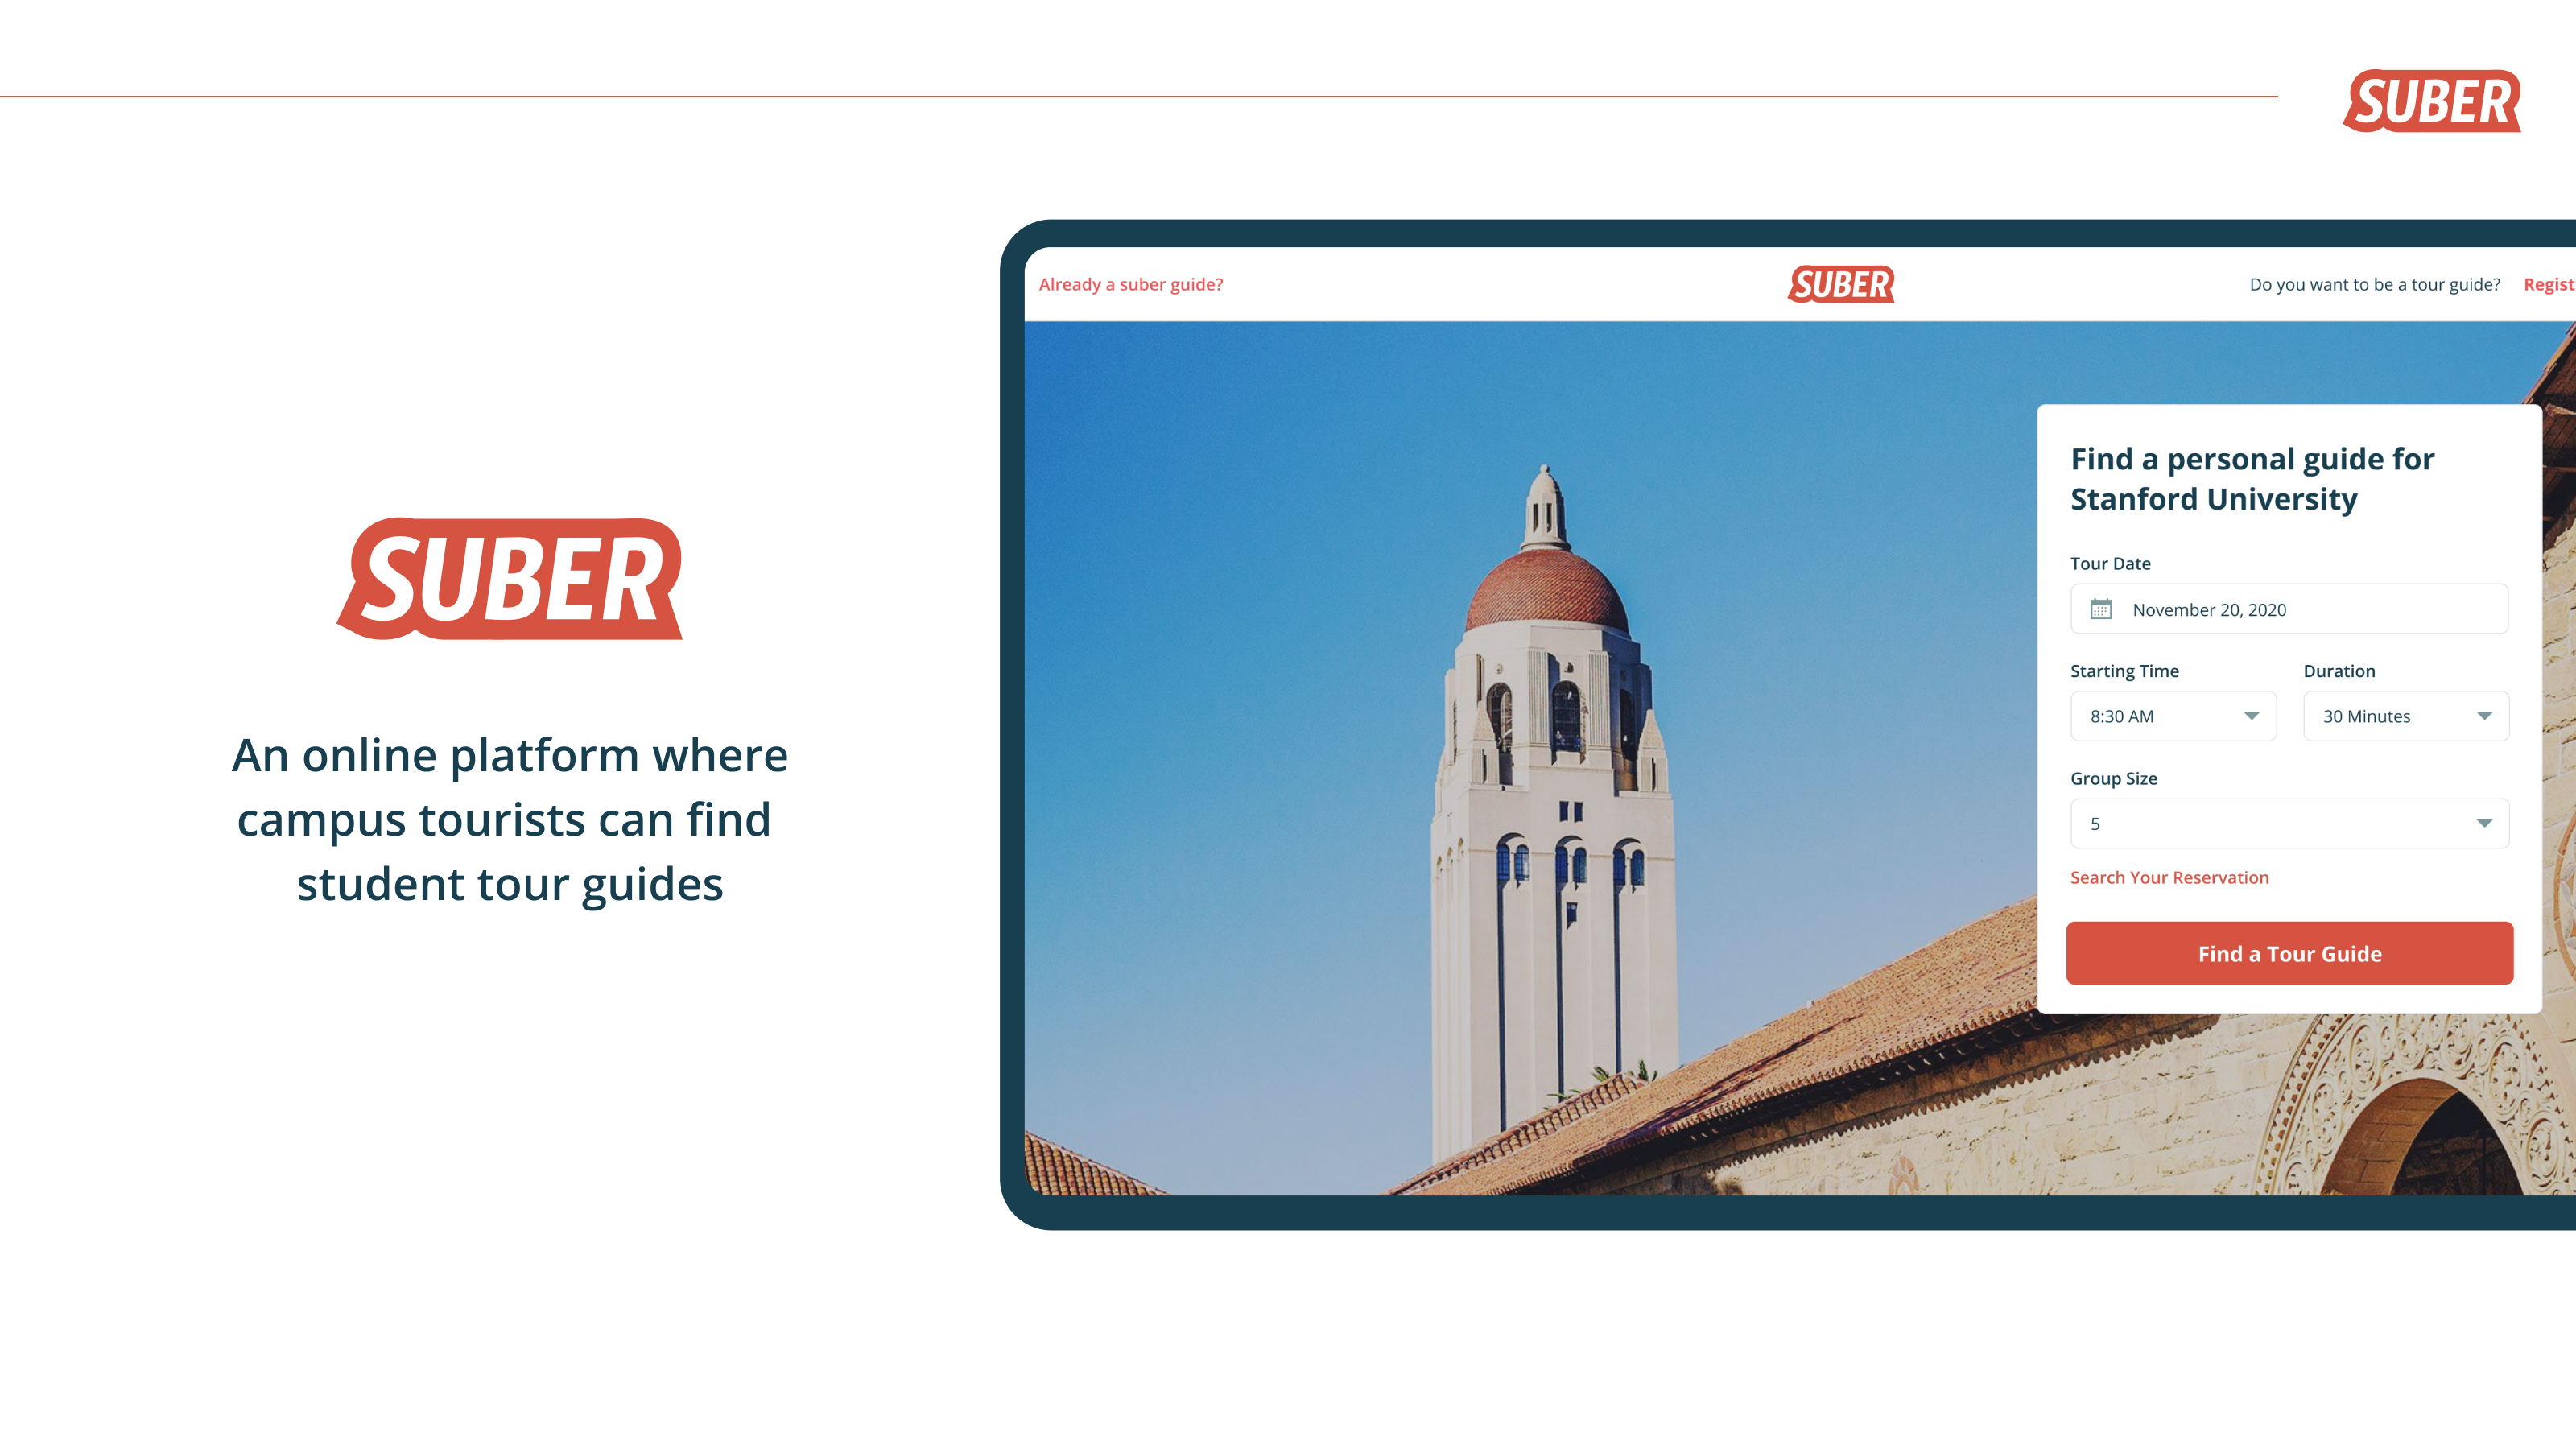 SUBER
Already a suber guide?
SUBER
Do you want to be a tour guide?
Find a personal guide for
Stanford University
Tour Date
November 20, 2020
Starting Time
Duration
8:30 AM
30 Minutes
Group Size
5
Search Your Reservation
Find a Tour Guide
SUBER
An online platform where
campus tourists can find
student tour guides